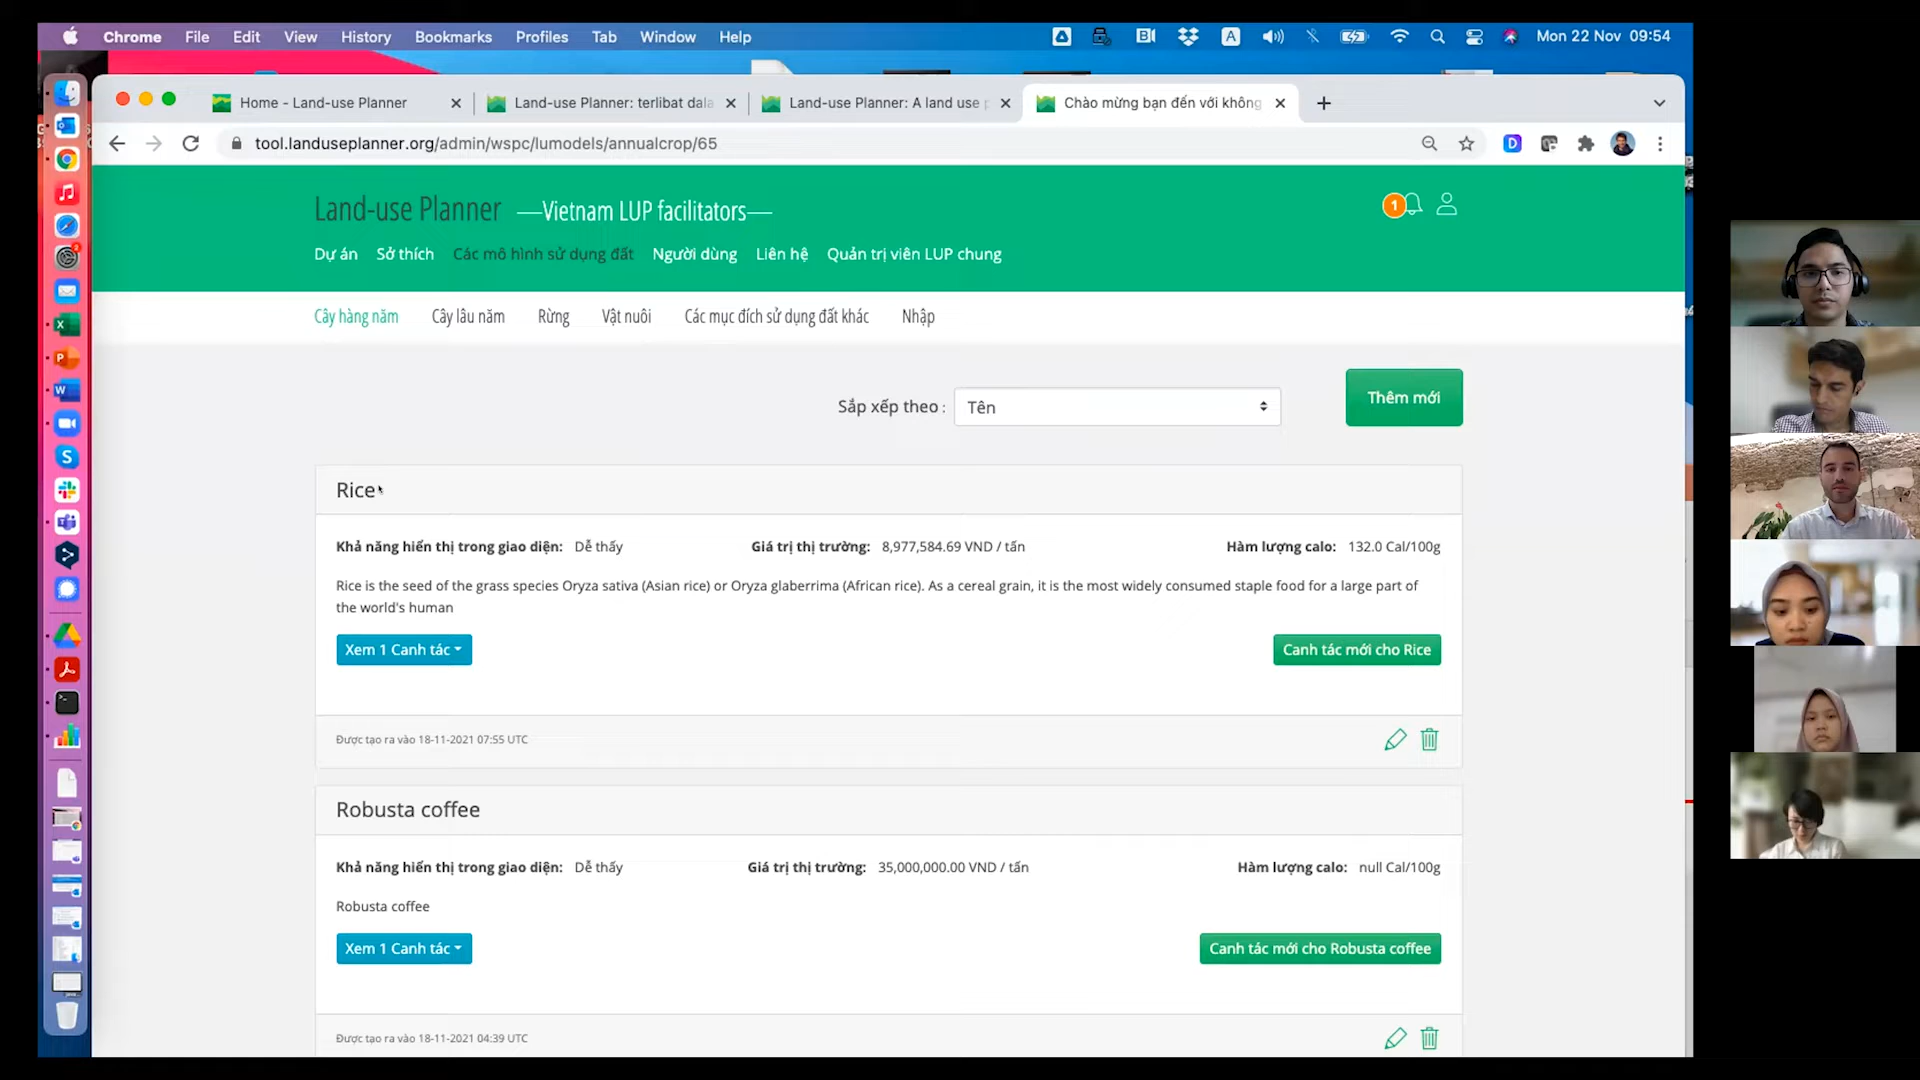 Chrome File Edit View History Bookmarks Profiles Tab Window Help
Mon 22 Nov 09:54
Home - Land-use Planner
Land-use Planner: terlibat dala
Land-use Planner: A land use p
Chào mừng bạn đến với không
tool.landuseplanner.org/admin/wspc/lumodels/annualcrop/65
Land-use Planner —Vietnam LUP facilitators—
1
Dự án Sở thích Các mô hình sử dụng đất Người dùng Liên hệ Quản trị viên LUP chung
Cây hàng năm Cây lâu năm Rừng Vật nuôi Các mục đích sử dụng đất khác Nhập
Sắp xếp theo : Tên
Thêm mới
Rice
Khả năng hiển thị trong giao diện: Dễ thấy Giá trị thị trường: 8,977,584.69 VND / tấn Hàm lượng calo: 132.0 Cal/100g
Rice is the seed of the grass species Oryza sativa (Asian rice) or Oryza glaberrima (African rice). As a cereal grain, it is the most widely consumed staple food for a large part of
the world's human
Xem 1 Canh tác
Canh tác mới cho Rice
Được tạo ra vào 18-11-2021 07:55 UTC
Robusta coffee
Khả năng hiển thị trong giao diện: Dễ thấy Giá trị thị trường: 35,000,000.00 VND / tấn Hàm lượng calo: null Cal/100g
Robusta coffee
Xem 1 Canh tác
Canh tác mới cho Robusta coffee
Được tạo ra vào 18-11-2021 04:39 UTC